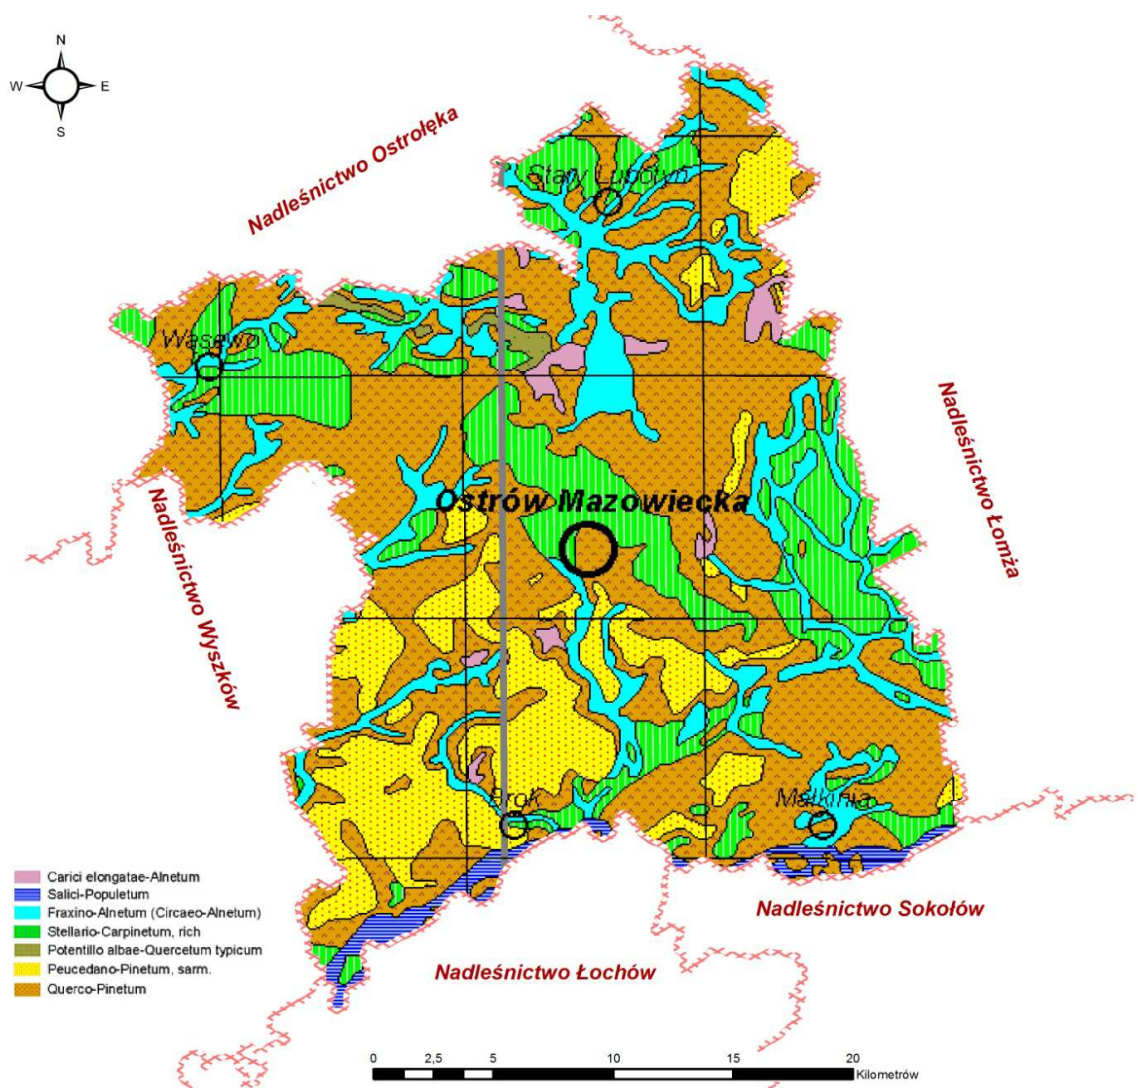 N
W E
S
Nadleśnictwo Ostrołęka
Stary Lubotyń
Wąsewo
Nadleśnictwo Łomża
Ostrów Mazowiecka
Nadleśnictwo Wyszków
Brok
Małkinia
Carici elongatae-Alnetum
Salici-Populetum
Fraxino-Alnetum (Circaeo-Alnetum)
Stellario-Carpinetum, rich
Potentillo albae-Quercetum typicum
Peucedano-Pinetum, sarm.
Querco-Pinetum
Nadleśnictwo Sokołów
Nadleśnictwo Łochów
0 2,5 5 10 15 20
Kilometrów